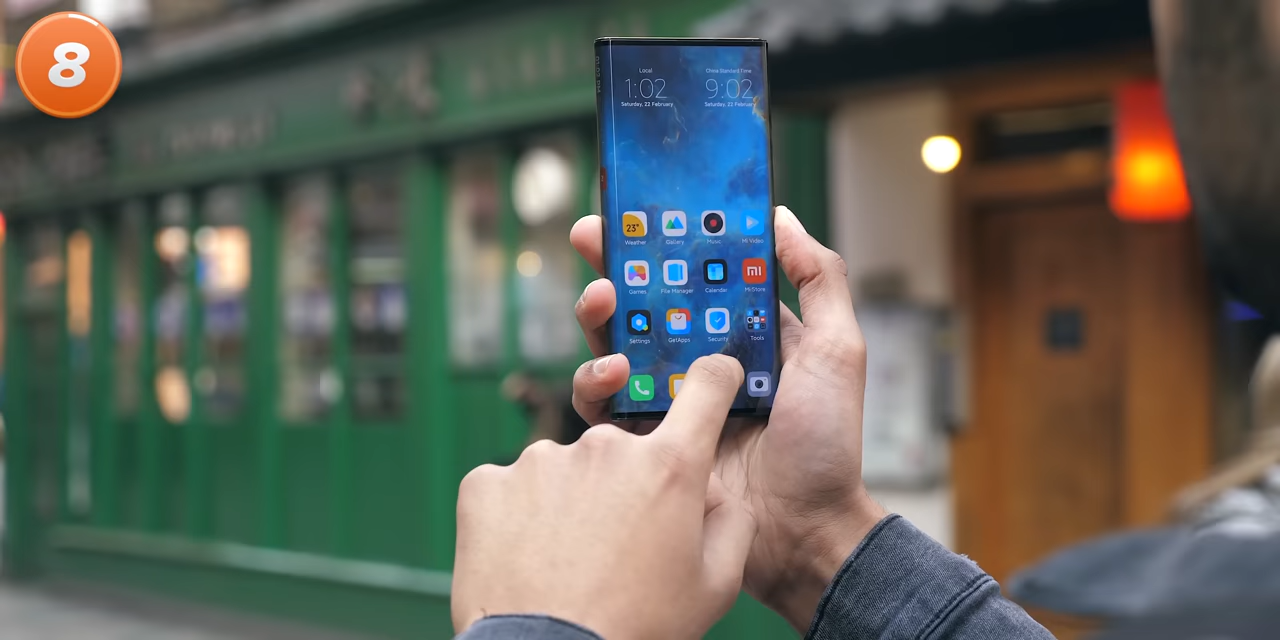 8
Local
China Standard Time
1:02
9:02
Saturday, 22 February
Saturday, 22 February
23°
Weather
Gallery
Music
Mi Video
Games
File Manager
Calendar
mi
Mi Store
Settings
GetApps
Security
Tools